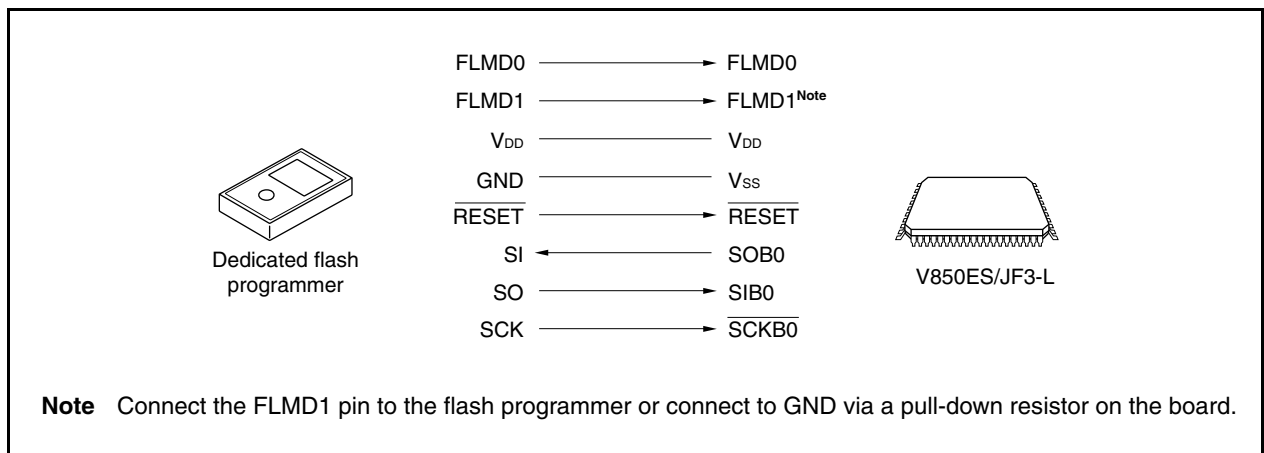 FLMD0 FLMD0
FLMD1 FLMD1Note
VDD VDD
GND VSS
RESET RESET
SI SOB0
SO SIB0
SCK SCKB0
Dedicated flash
programmer
V850ES/JF3-L
Note Connect the FLMD1 pin to the flash programmer or connect to GND via a pull-down resistor on the board.